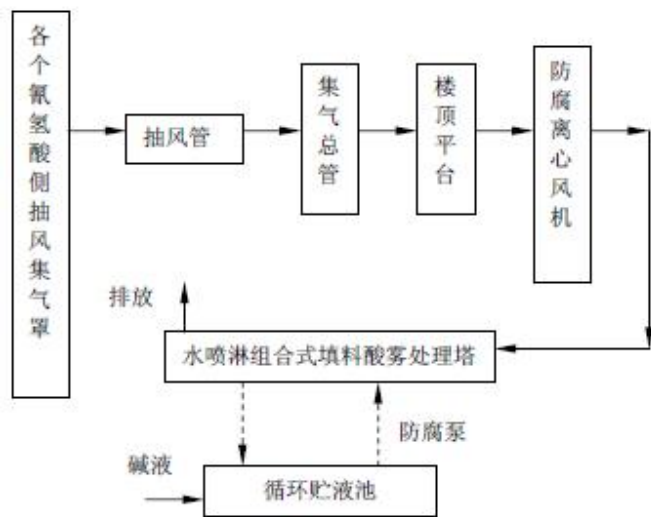 各个氰氢酸侧抽风集气罩
抽风管
集气总管
楼顶平台
防腐离心风机
排放
水喷淋组合式填料酸雾处理塔
防腐泵
碱液
循环贮液池